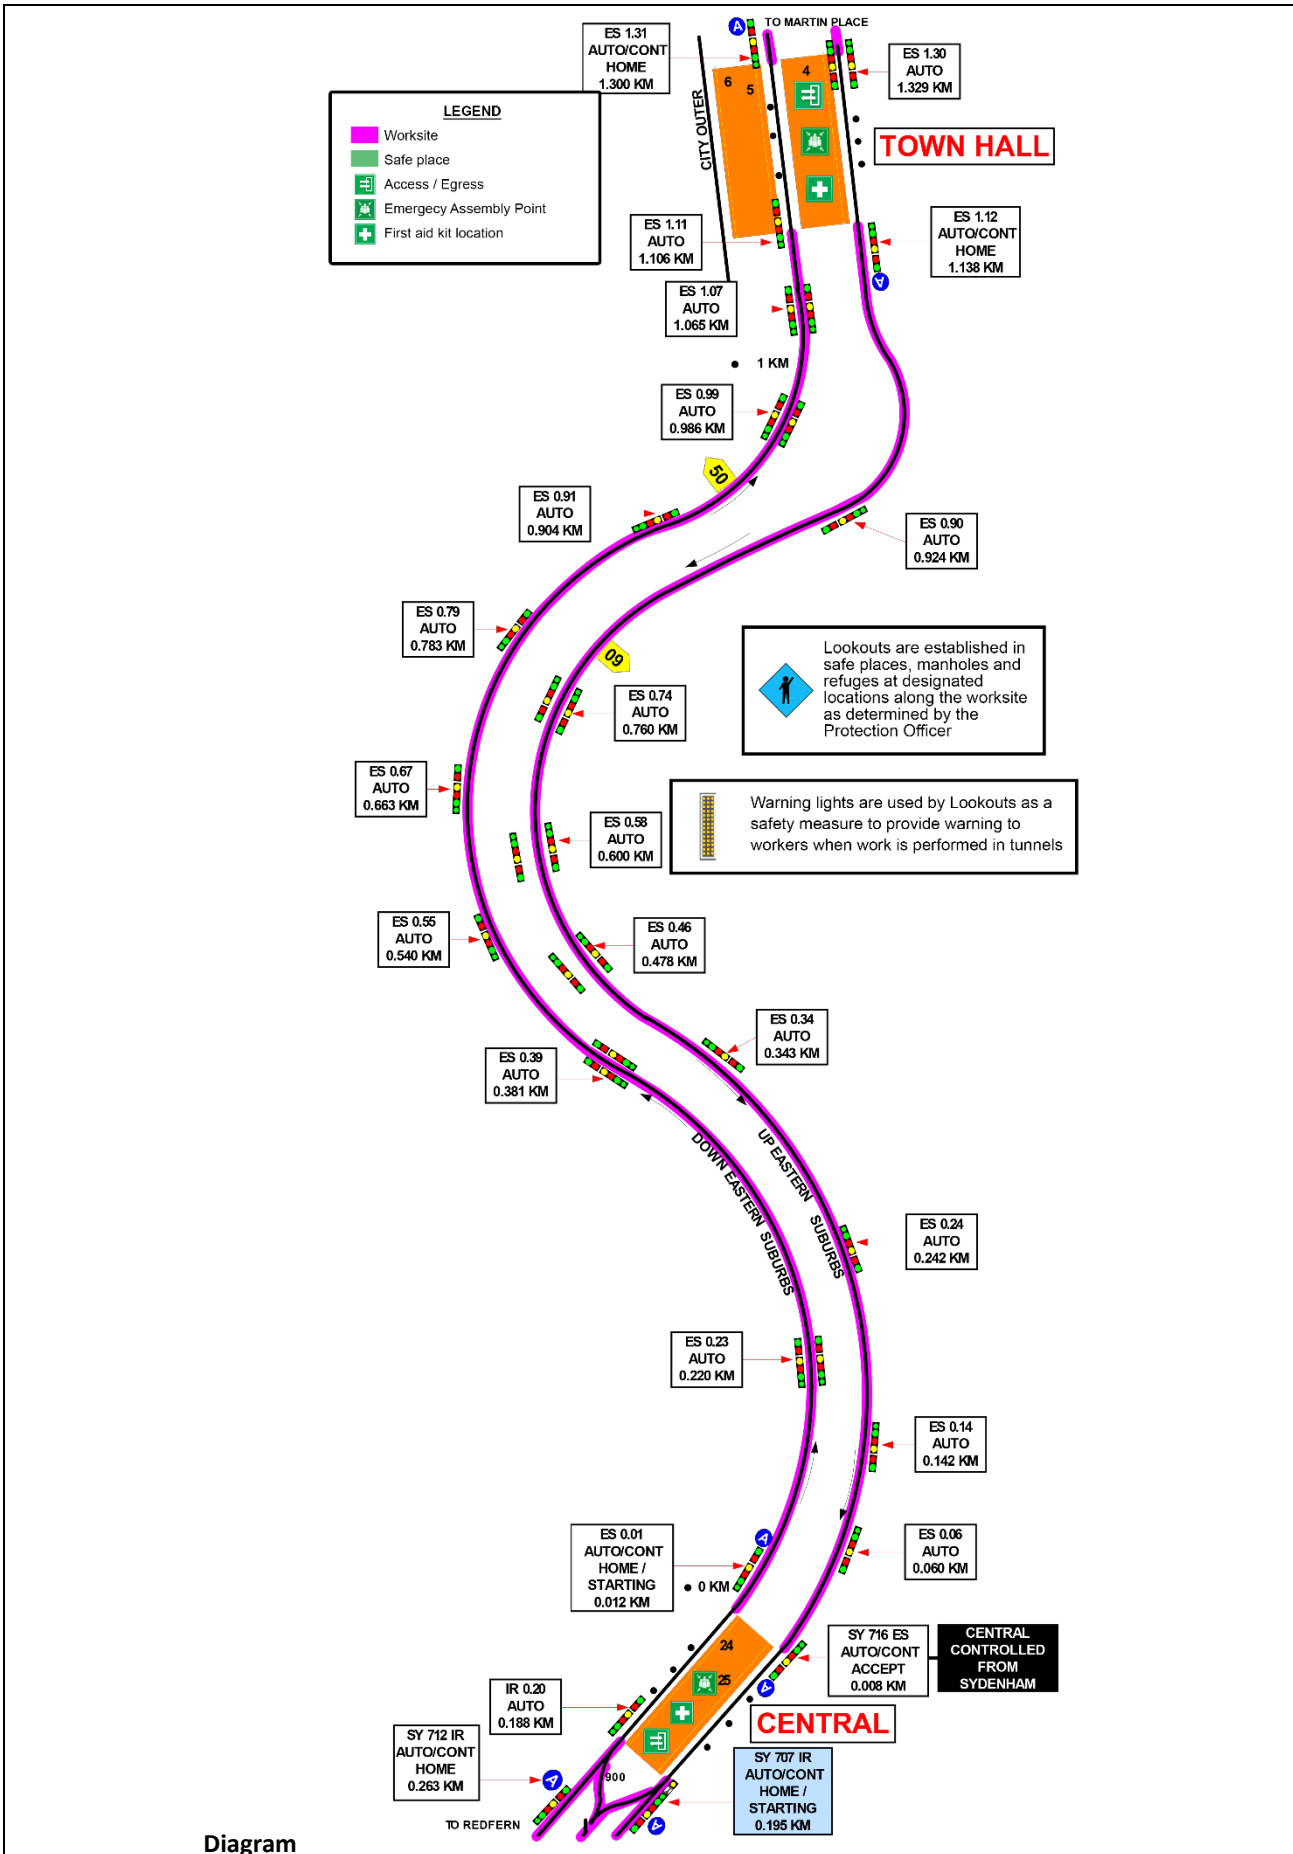 TO MARTIN PLACE
ES 1.31
AUTO/CONT
HOME
1.300 KM
A
6
5
4
ES 1.30
AUTO
1.329 KM
LEGEND
Worksite
Safe place
Access / Egress
Emergecy Assembly Point
First aid kit location
CITY OUTER
TOWN HALL
ES 1.11
AUTO
1.106 KM
ES 1.12
AUTO/CONT
HOME
1.138 KM
A
ES 1.07
AUTO
1.065 KM
1 KM
ES 0.99
AUTO
0.986 KM
50
ES 0.91
AUTO
0.904 KM
ES 0.90
AUTO
0.924 KM
ES 0.79
AUTO
0.783 KM
60
Lookouts are established in
safe places, manholes and
refuges at designated
locations along the worksite
as determined by the
Protection Officer
ES 0.74
AUTO
0.760 KM
ES 0.67
AUTO
0.663 KM
Warning lights are used by Lookouts as a
safety measure to provide warning to
workers when work is performed in tunnels
ES 0.58
AUTO
0.600 KM
ES 0.55
AUTO
0.540 KM
ES 0.46
AUTO
0.478 KM
ES 0.34
AUTO
0.343 KM
ES 0.39
AUTO
0.381 KM
DOWN EASTERN SUBURBS
UP EASTERN SUBURBS
ES 0.24
AUTO
0.242 KM
ES 0.23
AUTO
0.220 KM
ES 0.14
AUTO
0.142 KM
ES 0.01
AUTO/CONT
HOME /
STARTING
0.012 KM
A
0 KM
ES 0.06
AUTO
0.060 KM
24
25
SY 716 ES
AUTO/CONT
ACCEPT
0.008 KM
CENTRAL
CONTROLLED
FROM
SYDENHAM
A
IR 0.20
AUTO
0.188 KM
CENTRAL
SY 712 IR
AUTO/CONT
HOME
0.263 KM
A
900
SY 707 IR
AUTO/CONT
HOME /
STARTING
0.195 KM
A
TO REDFERN
Diagram